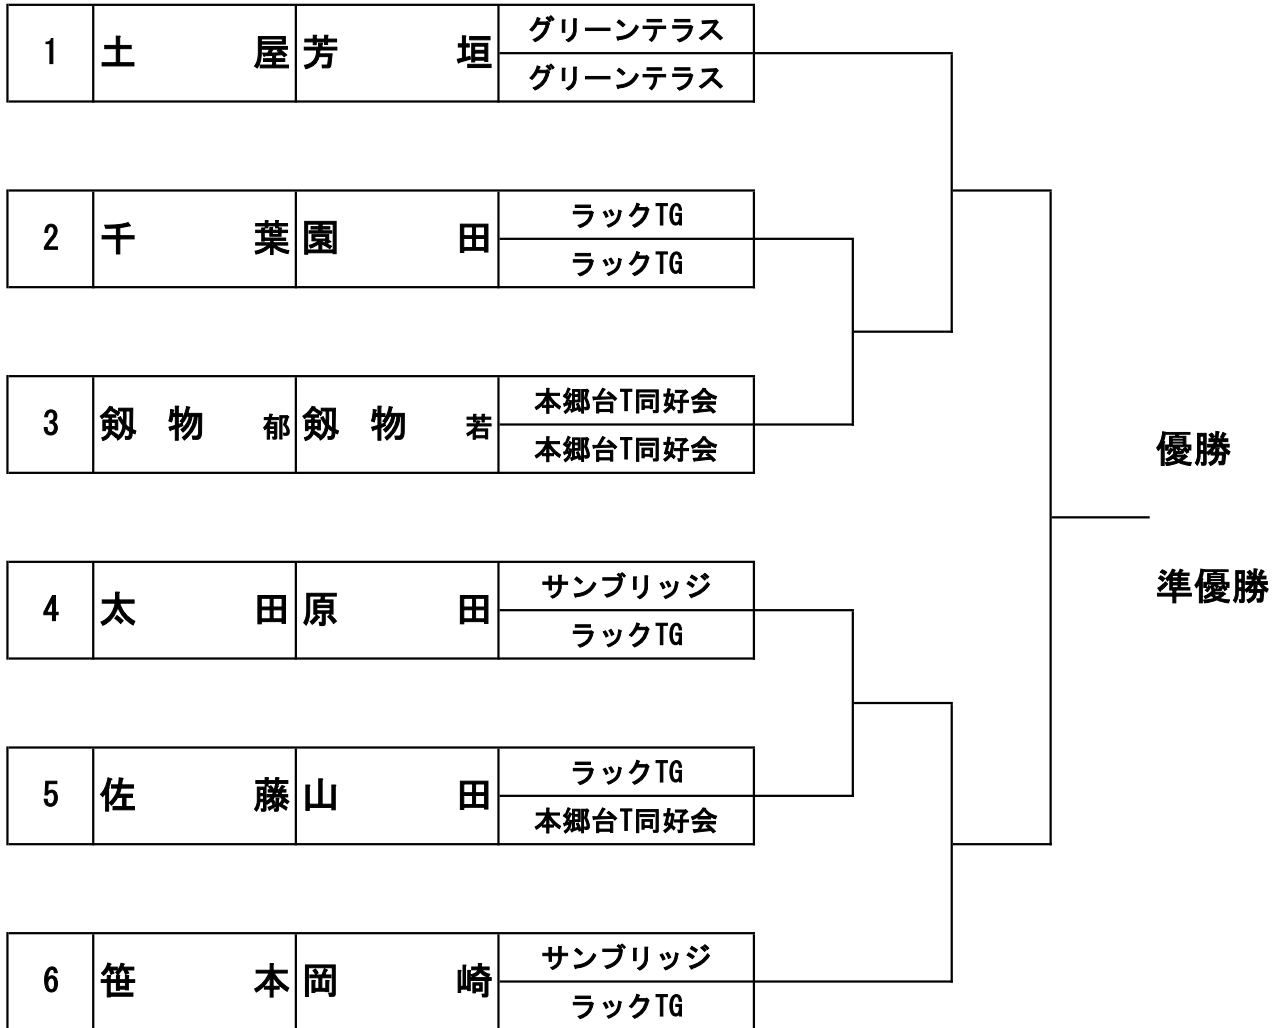 グリーンテラス
1 土屋 芳垣
グリーンテラス
ラックTG
2 千葉 園田
ラックTG
本郷台T同好会
3 剱物 郁 剱物 若
本郷台T同好会
優勝
サンブリッジ
4 太田 原田
ラックTG
準優勝
ラックTG
5 佐藤 山田
本郷台T同好会
サンブリッジ
6 笹本 岡崎
ラックTG